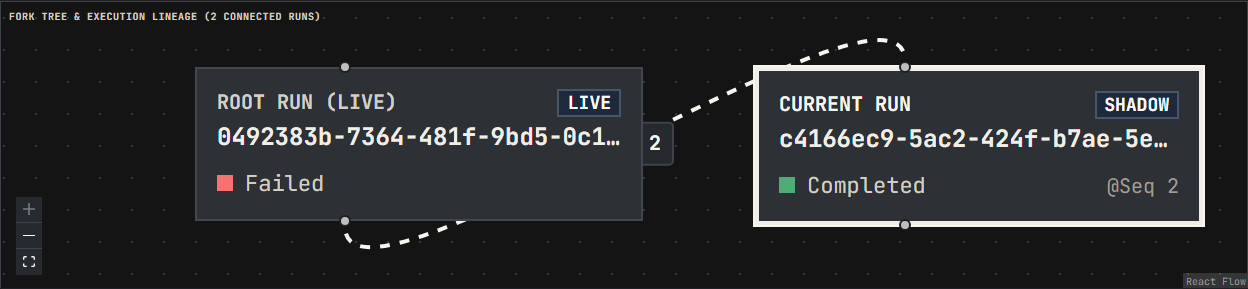 FORK TREE & EXECUTION LINEAGE (2 CONNECTED RUNS)
ROOT RUN (LIVE)
LIVE
0492383b-7364-481f-9bd5-0c1…
Failed
2
CURRENT RUN
SHADOW
c4166ec9-5ac2-424f-b7ae-5e…
Completed
@Seq 2
React Flow